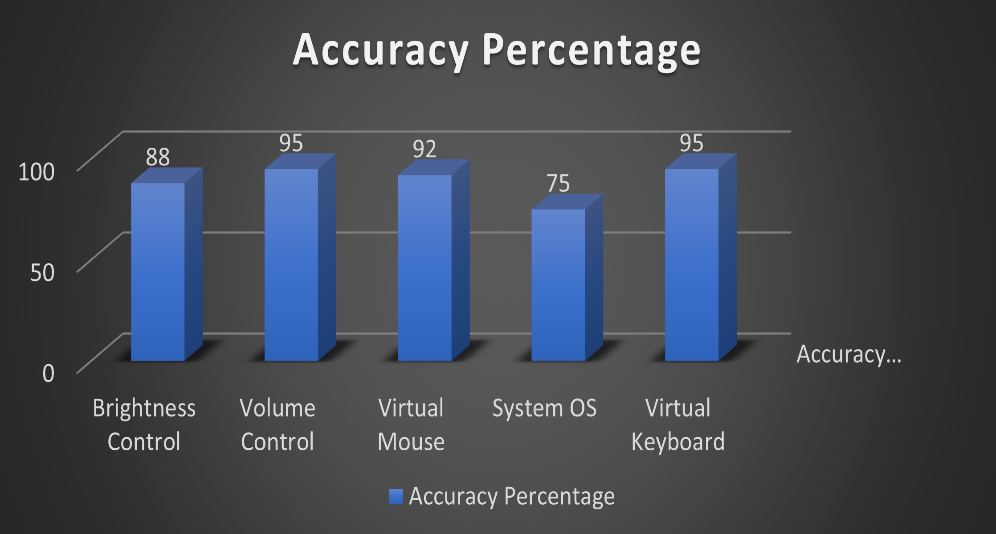 Accuracy Percentage
88
95
92
75
95
100
50
0
Accuracy...
Brightness Control
Volume Control
Virtual Mouse
System OS
Virtual Keyboard
Accuracy Percentage